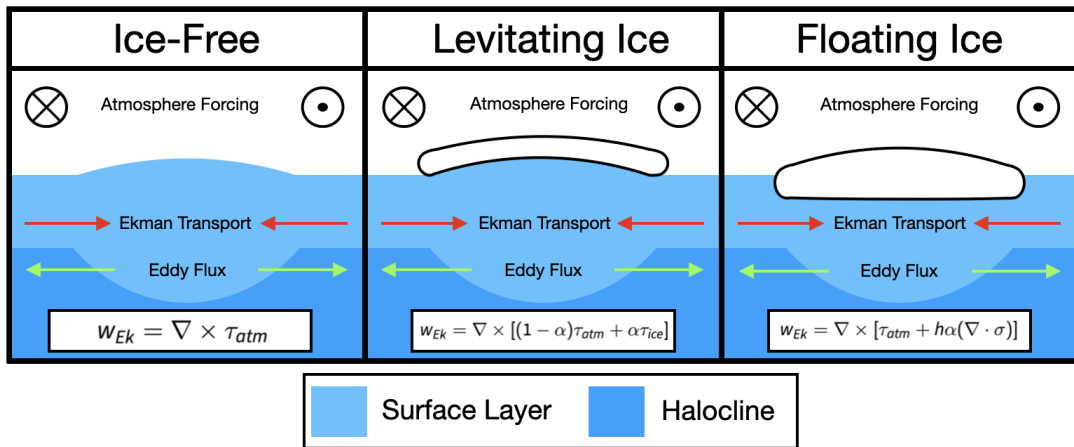 Ice-Free
Levitating Ice
Floating Ice
Atmosphere Forcing
Atmosphere Forcing
Atmosphere Forcing
Ekman Transport
Ekman Transport
Ekman Transport
Eddy Flux
Eddy Flux
Eddy Flux
w_{Ek} = ∇ × τ_{atm}
w_{Ek} = ∇ × [(1 − α)τ_{atm} + ατ_{ice}]
w_{Ek} = ∇ × [τ_{atm} + hα(∇ · σ)]
Surface Layer
Halocline